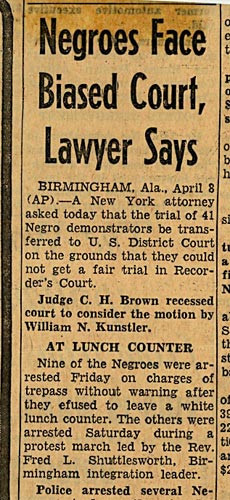 Negroes Face
Biased Court,
Lawyer Says
BIRMINGHAM, Ala., April 8
(AP).—A New York attorney
asked today that the trial of 41
Negro demonstrators be trans-
ferred to U. S. District Court
on the grounds that they could
not get a fair trial in Recor-
der's Court.
Judge C. H. Brown recessed
court to consider the motion by
William N. Kunstler.
AT LUNCH COUNTER
Nine of the Negroes were ar-
rested Friday on charges of
trepass without warning after
they efused to leave a white
lunch counter. The others were
arrested Saturday during a
protest march led by the Rev.
Fred L. Shuttlesworth, Bir-
mingham integration leader.
Police arrested several Ne-